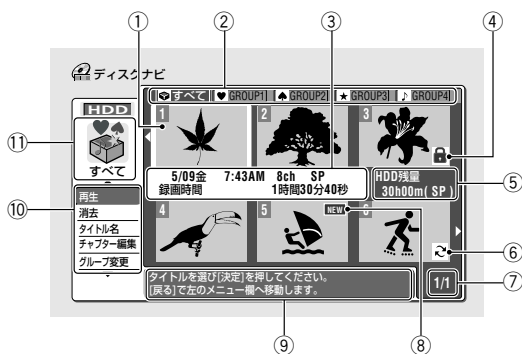 ① ② ③ ④
ディスクナビ
HDD
すべて GROUP1 GROUP2 GROUP3 GROUP4
1 2 3
⑪
すべて
5/09金 7:43AM 8ch SP
録画時間 1時間30分40秒
HDD残量
30h00m( SP )
⑤
⑩
再生
消去
タイトル名
チャプター編集
グループ変更
4 5 NEW 6
⑥
タイトルを選び[決定]を押してください。
[戻る]で左のメニュー欄へ移動します。
1/1
⑦
⑨ ⑧